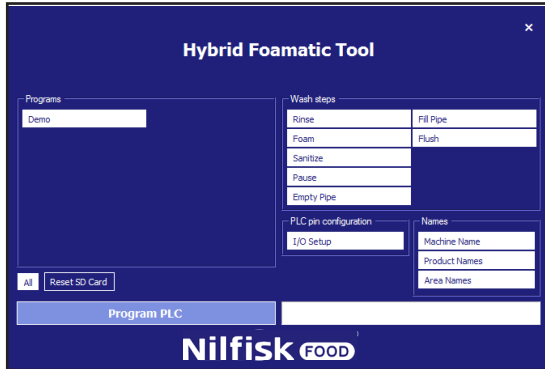 ×
Hybrid Foamatic Tool
Programs
Demo
Wash steps
Rinse
Foam
Sanitize
Pause
Empty Pipe
Fill Pipe
Flush
PLC pin configuration
I/O Setup
Names
Machine Name
Product Names
Area Names
All
Reset SD Card
Program PLC
Nilfisk FOOD